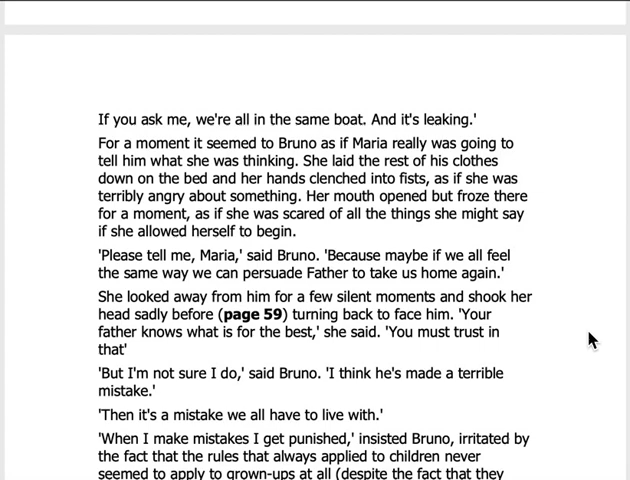 If you ask me, we're all in the same boat. And it's leaking.'
For a moment it seemed to Bruno as if Maria really was going to
tell him what she was thinking. She laid the rest of his clothes
down on the bed and her hands clenched into fists, as if she was
terribly angry about something. Her mouth opened but froze there
for a moment, as if she was scared of all the things she might say
if she allowed herself to begin.
'Please tell me, Maria,' said Bruno. 'Because maybe if we all feel
the same way we can persuade Father to take us home again.'
She looked away from him for a few silent moments and shook her
head sadly before (page 59) turning back to face him. 'Your
father knows what is for the best,' she said. 'You must trust in
that'
'But I'm not sure I do,' said Bruno. 'I think he's made a terrible
mistake.'
'Then it's a mistake we all have to live with.'
'When I make mistakes I get punished,' insisted Bruno, irritated by
the fact that the rules that always applied to children never
seemed to apply to grown-ups at all (despite the fact that they